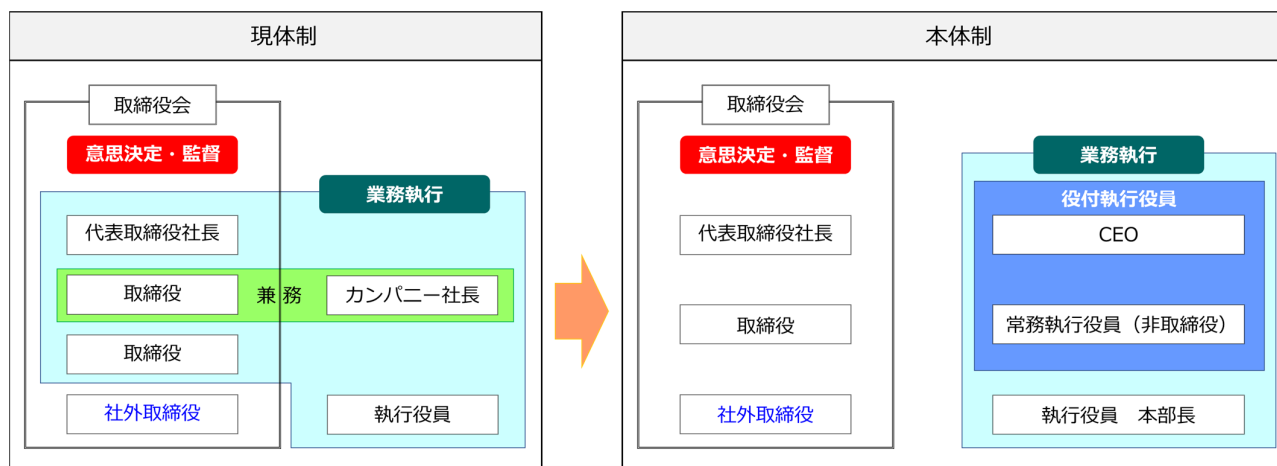 現体制
取締役会
意思決定・監督
業務執行
代表取締役社長
取締役
兼務
カンパニー社長
取締役
社外取締役
執行役員
本体制
取締役会
意思決定・監督
業務執行
役付執行役員
代表取締役社長
CEO
取締役
常務執行役員（非取締役）
社外取締役
執行役員　本部長